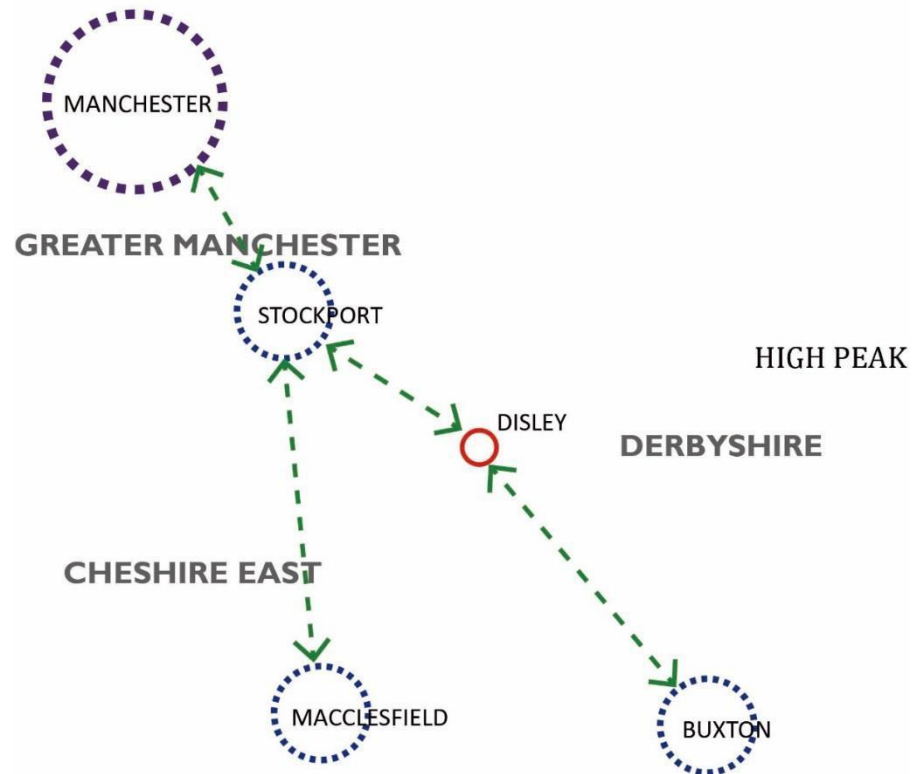 MANCHESTER
GREATER MANCHESTER
STOCKPORT
HIGH PEAK
DISLEY
DERBYSHIRE
CHESHIRE EAST
MACCLESFIELD
BUXTON